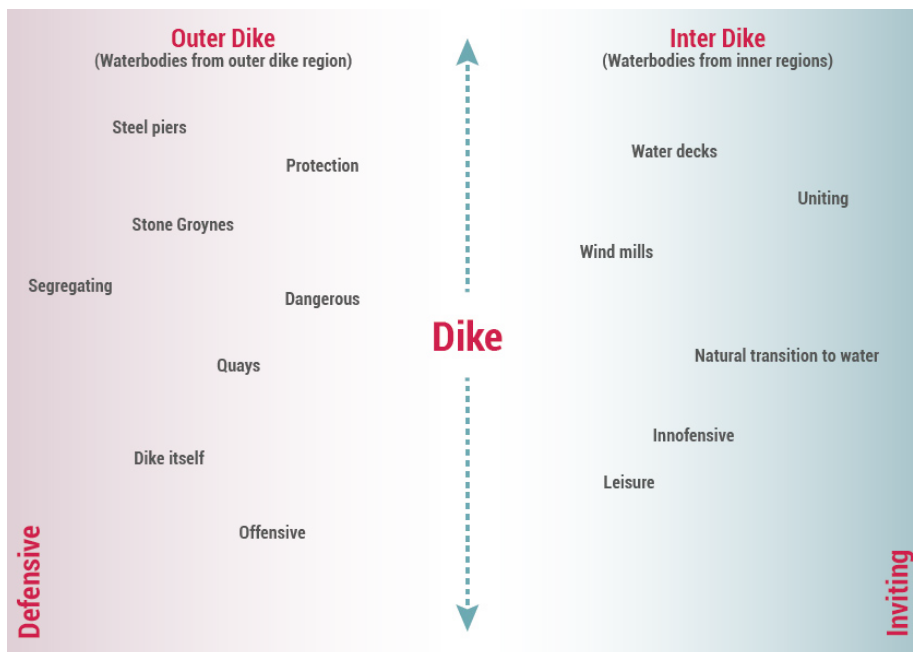 Outer Dike
(Waterbodies from outer dike region)
Steel piers
Protection
Stone Groynes
Segregating
Dangerous
Quays
Dike itself
Offensive
Defensive
Dike
Inter Dike
(Waterbodies from inner regions)
Water decks
Uniting
Wind mills
Natural transition to water
Innofensive
Leisure
Inviting